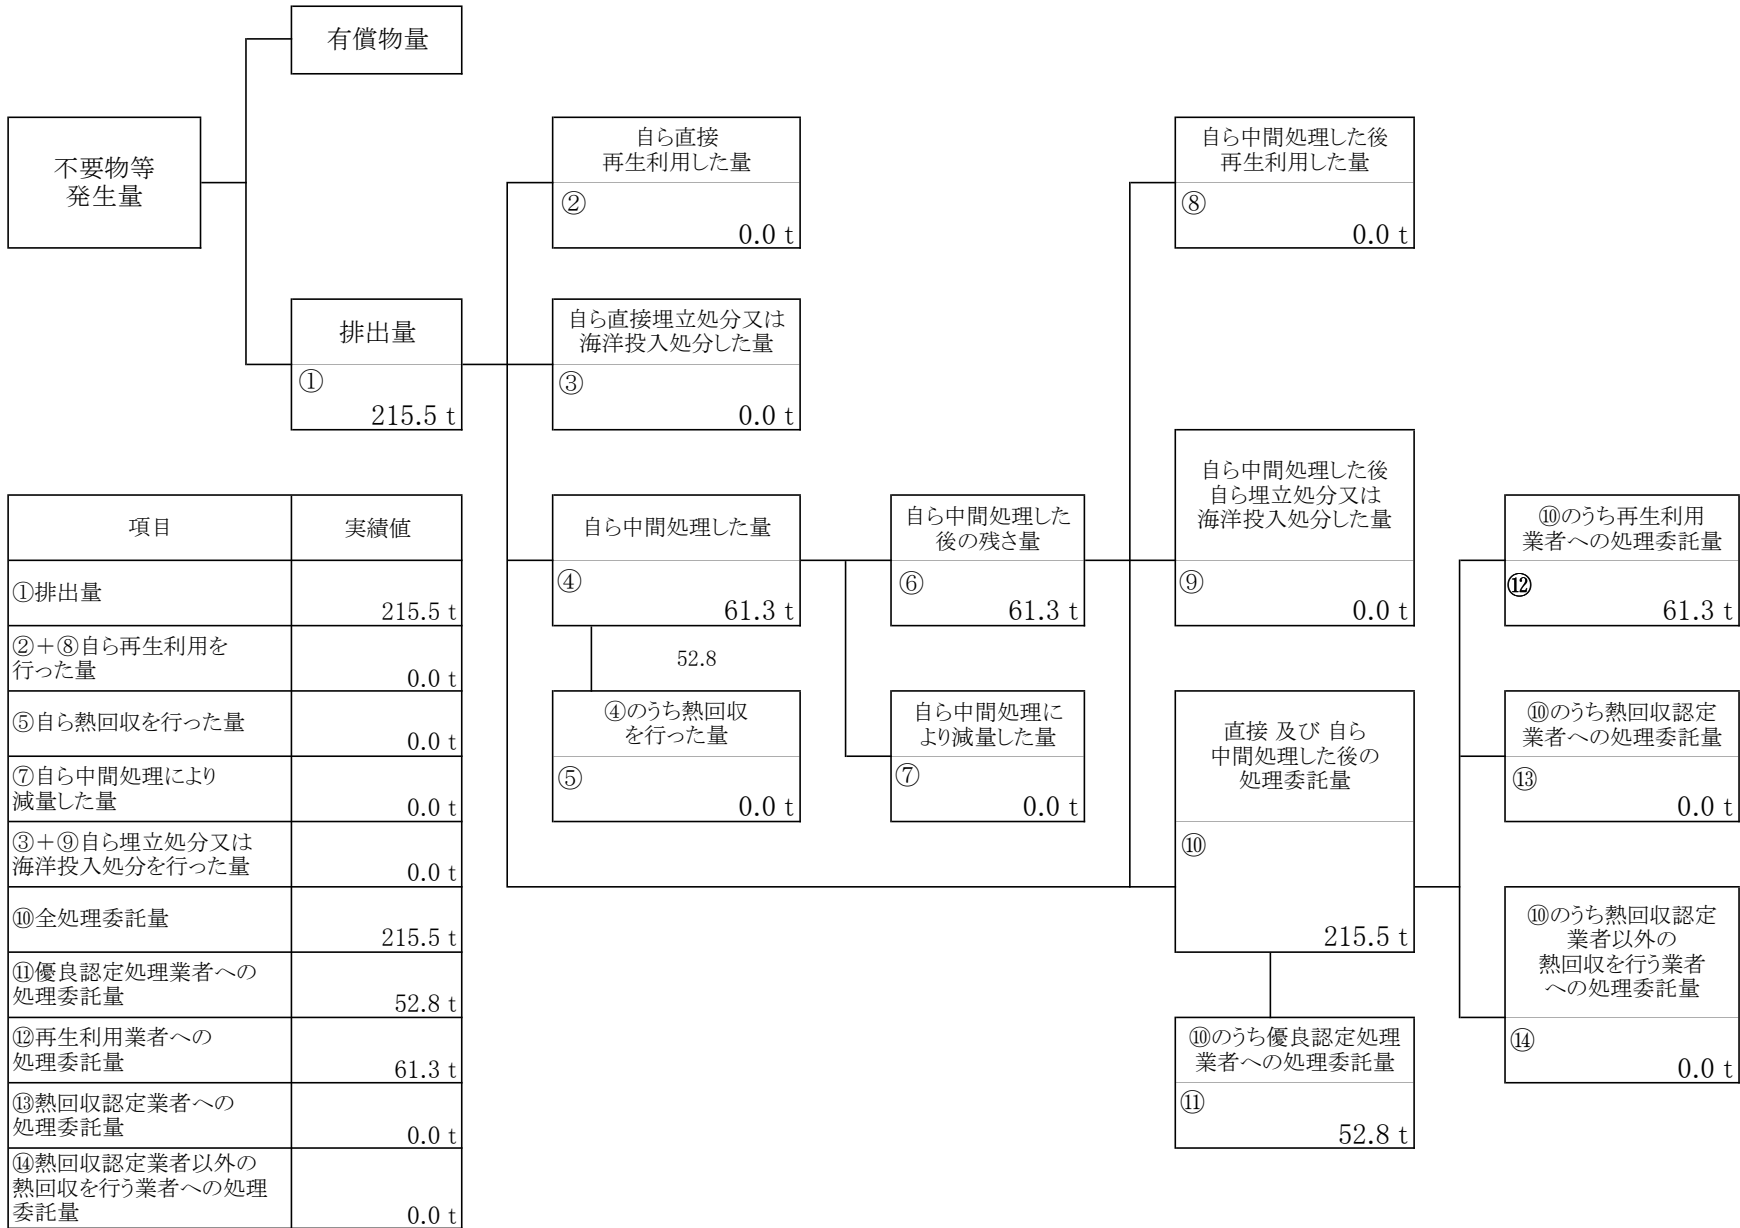 有償物量
不要物等
発生量
自ら直接
再生利用した量
②
0.0 t
自ら中間処理した後
再生利用した量
⑧
0.0 t
排出量
①
215.5 t
自ら直接埋立処分又は
海洋投入処分した量
③
0.0 t
自ら中間処理した量
④
61.3 t
52.8
④のうち熱回収
を行った量
⑤
0.0 t
自ら中間処理した
後の残さ量
⑥
61.3 t
自ら中間処理に
より減量した量
⑦
0.0 t
自ら中間処理した後
自ら埋立処分又は
海洋投入処分した量
⑨
0.0 t
直接 及び 自ら
中間処理した後の
処理委託量
⑩
215.5 t
⑩のうち優良認定処理
業者への処理委託量
⑪
52.8 t
⑩のうち再生利用
業者への処理委託量
⑫
61.3 t
⑩のうち熱回収認定
業者への処理委託量
⑬
0.0 t
⑩のうち熱回収認定
業者以外の
熱回収を行う業者
への処理委託量
⑭
0.0 t
項目 実績値
①排出量
215.5 t
②＋⑧自ら再生利用を
行った量
0.0 t
⑤自ら熱回収を行った量
0.0 t
⑦自ら中間処理により
減量した量
0.0 t
③＋⑨自ら埋立処分又は
海洋投入処分を行った量
0.0 t
⑩全処理委託量
215.5 t
⑪優良認定処理業者への
処理委託量
52.8 t
⑫再生利用業者への
処理委託量
61.3 t
⑬熱回収認定業者への
処理委託量
0.0 t
⑭熱回収認定業者以外の
熱回収を行う業者への処理
委託量
0.0 t